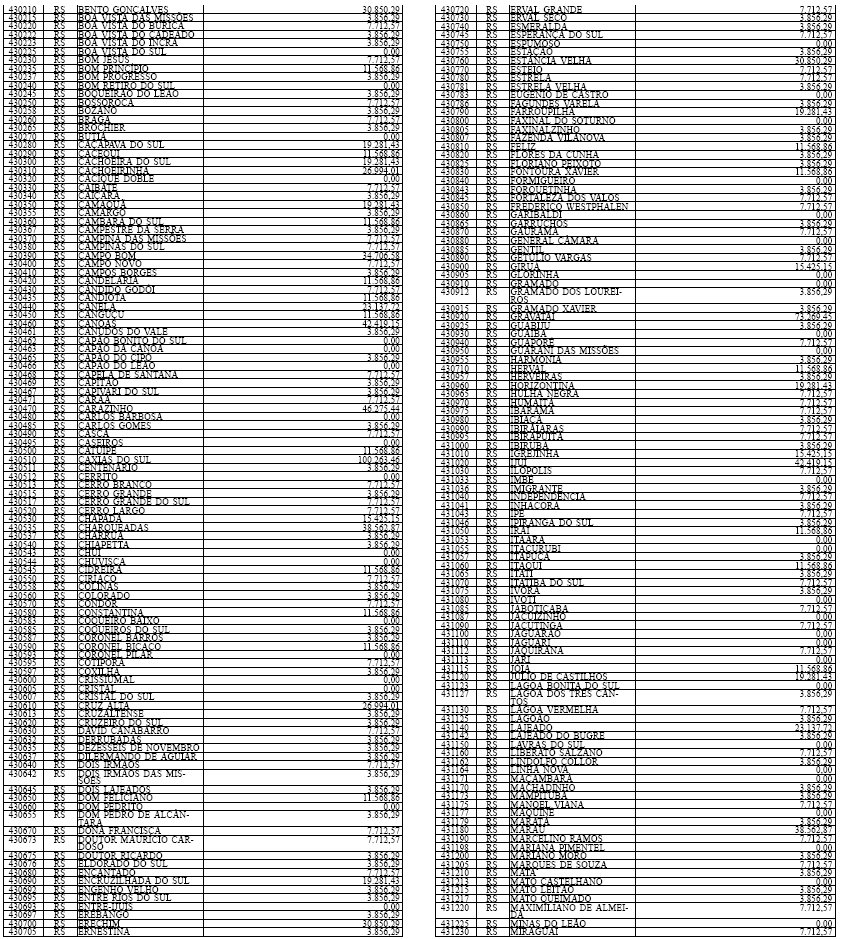 430210 RS BENTO GONÇALVES 30.850,29
430215 RS BOA VISTA DAS MISSÕES 3.856,29
430220 RS BOA VISTA DO BURICÁ 7.712,57
430222 RS BOA VISTA DO CADEADO 3.856,29
430223 RS BOA VISTA DO INCRA 3.856,29
430225 RS BOA VISTA DO SUL 0,00
430230 RS BOM JESUS 7.712,57
430235 RS BOM PRINCÍPIO 11.568,86
430237 RS BOM PROGRESSO 3.856,29
430240 RS BOM RETIRO DO SUL 0,00
430245 RS BOQUEIRÃO DO LEÃO 3.856,29
430250 RS BOSSOROCA 7.712,57
430258 RS BOZANO 3.856,29
430260 RS BRAGA 7.712,57
430265 RS BROCHIER 3.856,29
430270 RS BUTIÁ 0,00
430280 RS CAÇAPAVA DO SUL 19.281,43
430290 RS CACEQUI 11.568,86
430300 RS CACHOEIRA DO SUL 19.281,43
430310 RS CACHOEIRINHA 26.994,01
430320 RS CACIQUE DOBLE 0,00
430330 RS CAIBATÉ 7.712,57
430340 RS CAIÇARA 3.856,29
430350 RS CAMAQUÃ 19.281,43
430355 RS CAMARGO 3.856,29
430360 RS CAMBARÁ DO SUL 11.568,86
430367 RS CAMPESTRE DA SERRA 3.856,29
430370 RS CAMPINA DAS MISSÕES 7.712,57
430380 RS CAMPINAS DO SUL 7.712,57
430390 RS CAMPO BOM 34.706,58
430400 RS CAMPO NOVO 7.712,57
430410 RS CAMPOS BORGES 3.856,29
430420 RS CANDELÁRIA 11.568,86
430430 RS CÂNDIDO GODÓI 7.712,57
430435 RS CANDIOTA 11.568,86
430440 RS CANELA 23.137,72
430450 RS CANGUÇU 11.568,86
430460 RS CANOAS 42.419,15
430461 RS CANUDOS DO VALE 3.856,29
430462 RS CAPÃO BONITO DO SUL 0,00
430463 RS CAPÃO DA CANOA 0,00
430465 RS CAPÃO DO CIPÓ 3.856,29
430466 RS CAPÃO DO LEÃO 0,00
430468 RS CAPELA DE SANTANA 7.712,57
430469 RS CAPITÃO 3.856,29
430467 RS CAPIVARI DO SUL 3.856,29
430471 RS CARAÁ 7.712,57
430470 RS CARAZINHO 46.275,44
430480 RS CARLOS BARBOSA 0,00
430485 RS CARLOS GOMES 3.856,29
430490 RS CASCA 7.712,57
430495 RS CASEIROS 0,00
430500 RS CATUÍPE 11.568,86
430510 RS CAXIAS DO SUL 100.263,46
430511 RS CENTENÁRIO 3.856,29
430512 RS CERRITO 0,00
430513 RS CERRO BRANCO 7.712,57
430515 RS CERRO GRANDE 3.856,29
430517 RS CERRO GRANDE DO SUL 7.712,57
430520 RS CERRO LARGO 7.712,57
430530 RS CHAPADA 15.425,15
430535 RS CHARQUEADAS 38.562,87
430537 RS CHARRUA 3.856,29
430540 RS CHIAPETTA 3.856,29
430543 RS CHUÍ 0,00
430544 RS CHUVISCA 0,00
430545 RS CIDREIRA 11.568,86
430550 RS CIRÍACO 7.712,57
430558 RS COLINAS 3.856,29
430560 RS COLORADO 3.856,29
430570 RS CONDOR 7.712,57
430580 RS CONSTANTINA 11.568,86
430583 RS COQUEIRO BAIXO 0,00
430585 RS COQUEIROS DO SUL 3.856,29
430587 RS CORONEL BARROS 3.856,29
430590 RS CORONEL BICACO 11.568,86
430593 RS CORONEL PILAR 0,00
430595 RS COTIPORÃ 7.712,57
430597 RS COXILHA 3.856,29
430600 RS CRISSIUMAL 0,00
430605 RS CRISTAL 0,00
430607 RS CRISTAL DO SUL 3.856,29
430610 RS CRUZ ALTA 26.994,01
430613 RS CRUZALTENSE 3.856,29
430620 RS CRUZEIRO DO SUL 3.856,29
430630 RS DAVID CANABARRO 7.712,57
430632 RS DERRUBADAS 3.856,29
430635 RS DEZESSEIS DE NOVEMBRO 3.856,29
430637 RS DILERMANDO DE AGUIAR 3.856,29
430640 RS DOIS IRMÃOS 7.712,57
430642 RS DOIS IRMÃOS DAS MIS- 3.856,29
SÕES
430645 RS DOIS LAJEADOS 3.856,29
430650 RS DOM FELICIANO 11.568,86
430660 RS DOM PEDRITO 0,00
430655 RS DOM PEDRO DE ALCÂN- 3.856,29
TARA
430670 RS DONA FRANCISCA 7.712,57
430673 RS DOUTOR MAURÍCIO CAR- 7.712,57
DOSO
430675 RS DOUTOR RICARDO 3.856,29
430676 RS ELDORADO DO SUL 3.856,29
430680 RS ENCANTADO 7.712,57
430690 RS ENCRUZILHADA DO SUL 19.281,43
430692 RS ENGENHO VELHO 3.856,29
430695 RS ENTRE RIOS DO SUL 3.856,29
430693 RS ENTRE-IJUÍS 0,00
430697 RS EREBANGO 3.856,29
430700 RS ERECHIM 30.850,29
430705 RS ERNESTINA 3.856,29
430720 RS ERVAL GRANDE 7.712,57
430730 RS ERVAL SECO 3.856,29
430740 RS ESMERALDA 3.856,29
430745 RS ESPERANÇA DO SUL 7.712,57
430750 RS ESPUMOSO 0,00
430755 RS ESTAÇÃO 3.856,29
430760 RS ESTÂNCIA VELHA 30.850,29
430770 RS ESTEIO 7.712,57
430780 RS ESTRELA 7.712,57
430781 RS ESTRELA VELHA 3.856,29
430783 RS EUGÊNIO DE CASTRO 0,00
430786 RS FAGUNDES VARELA 3.856,29
430790 RS FARROUPILHA 19.281,43
430800 RS FAXINAL DO SOTURNO 0,00
430805 RS FAXINALZINHO 3.856,29
430807 RS FAZENDA VILANOVA 3.856,29
430810 RS FELIZ 11.568,86
430820 RS FLORES DA CUNHA 3.856,29
430825 RS FLORIANO PEIXOTO 3.856,29
430830 RS FONTOURA XAVIER 11.568,86
430840 RS FORMIGUEIRO 0,00
430843 RS FORQUETINHA 3.856,29
430845 RS FORTALEZA DOS VALOS 7.712,57
430850 RS FREDERICO WESTPHALEN 7.712,57
430860 RS GARIBALDI 0,00
430865 RS GARRUCHOS 3.856,29
430870 RS GAURAMA 7.712,57
430880 RS GENERAL CÂMARA 0,00
430885 RS GENTIL 3.856,29
430890 RS GETÚLIO VARGAS 7.712,57
430900 RS GIRUÁ 15.425,15
430905 RS GLORINHA 0,00
430910 RS GRAMADO 0,00
430912 RS GRAMADO DOS LOUREI- 3.856,29
ROS
430915 RS GRAMADO XAVIER 3.856,29
430920 RS GRAVATAÍ 73.269,45
430925 RS GUABIJU 3.856,29
430930 RS GUAÍBA 0,00
430940 RS GUAPORÉ 7.712,57
430950 RS GUARANI DAS MISSÕES 0,00
430955 RS HARMONIA 3.856,29
430710 RS HERVAL 11.568,86
430957 RS HERVEIRAS 3.856,29
430960 RS HORIZONTINA 19.281,43
430965 RS HULHA NEGRA 7.712,57
430970 RS HUMAITÁ 7.712,57
430975 RS IBARAMA 7.712,57
430980 RS IBIAÇÁ 3.856,29
430990 RS IBIRAIARAS 7.712,57
430995 RS IBIRAPUITÃ 7.712,57
431000 RS IBIRUBÁ 3.856,29
431010 RS IGREJINHA 15.425,15
431020 RS IJUÍ 42.419,15
431030 RS ILÓPOLIS 7.712,57
431033 RS IMBÉ 0,00
431036 RS IMIGRANTE 3.856,29
431040 RS INDEPENDÊNCIA 7.712,57
431041 RS INHACORÁ 3.856,29
431043 RS IPÊ 7.712,57
431046 RS IPIRANGA DO SUL 3.856,29
431050 RS IRAÍ 11.568,86
431053 RS ITAARA 0,00
431055 RS ITACURUBI 0,00
431057 RS ITAPUCA 3.856,29
431060 RS ITAQUI 11.568,86
431065 RS ITATI 3.856,29
431070 RS ITATIBA DO SUL 7.712,57
431075 RS IVORÁ 3.856,29
431080 RS IVOTI 0,00
431085 RS JABOTICABA 7.712,57
431087 RS JACUIZINHO 0,00
431090 RS JACUTINGA 7.712,57
431100 RS JAGUARÃO 0,00
431110 RS JAGUARI 0,00
431112 RS JAQUIRANA 7.712,57
431113 RS JARI 0,00
431115 RS JÓIA 11.568,86
431120 RS JÚLIO DE CASTILHOS 19.281,43
431123 RS LAGOA BONITA DO SUL 0,00
431127 RS LAGOA DOS TRÊS CAN- 3.856,29
TOS
431130 RS LAGOA VERMELHA 7.712,57
431125 RS LAGOÃO 3.856,29
431140 RS LAJEADO 23.137,72
431142 RS LAJEADO DO BUGRE 3.856,29
431150 RS LAVRAS DO SUL 0,00
431160 RS LIBERATO SALZANO 7.712,57
431162 RS LINDOLFO COLLOR 3.856,29
431164 RS LINHA NOVA 0,00
431171 RS MAÇAMBARÁ 0,00
431170 RS MACHADINHO 3.856,29
431173 RS MAMPITUBA 3.856,29
431175 RS MANOEL VIANA 7.712,57
431177 RS MAQUINÉ 0,00
431179 RS MARATÁ 3.856,29
431180 RS MARAU 38.562,87
431190 RS MARCELINO RAMOS 7.712,57
431198 RS MARIANA PIMENTEL 0,00
431200 RS MARIANO MORO 3.856,29
431205 RS MARQUES DE SOUZA 7.712,57
431210 RS MATA 3.856,29
431213 RS MATO CASTELHANO 0,00
431215 RS MATO LEITÃO 3.856,29
431217 RS MATO QUEIMADO 3.856,29
431220 RS MAXIMILIANO DE ALMEI- 7.712,57
DA
431225 RS MINAS DO LEÃO 0,00
431230 RS MIRAGUAÍ 7.712,57